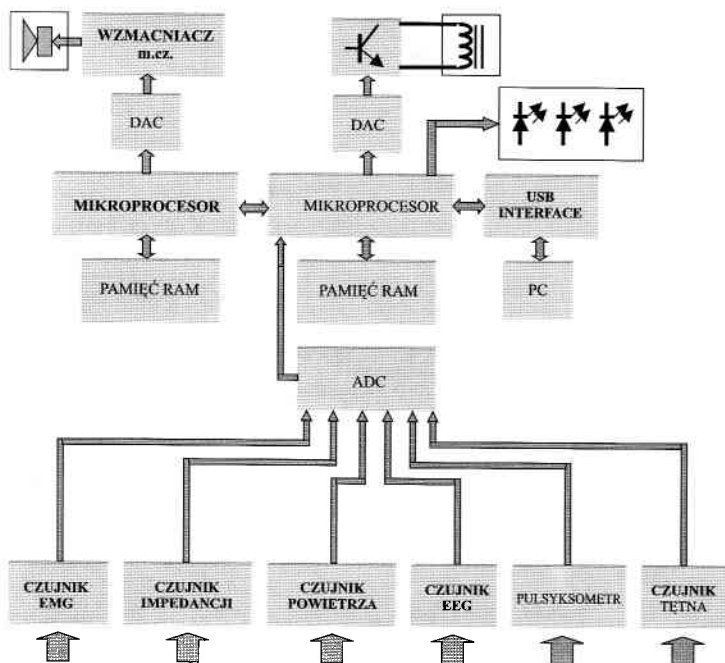 WZMACNIACZ
m.cz.
DAC
DAC
MIKROPROCESOR
MIKROPROCESOR
USB
INTERFACE
PAMIĘĆ RAM
PAMIĘĆ RAM
PC
ADC
CZUJNIK
EMG
CZUJNIK
IMPEDANCJI
CZUJNIK
POWIETRZA
CZUJNIK
EEG
PULSYKSOMETR
CZUJNIK
TĘTNA